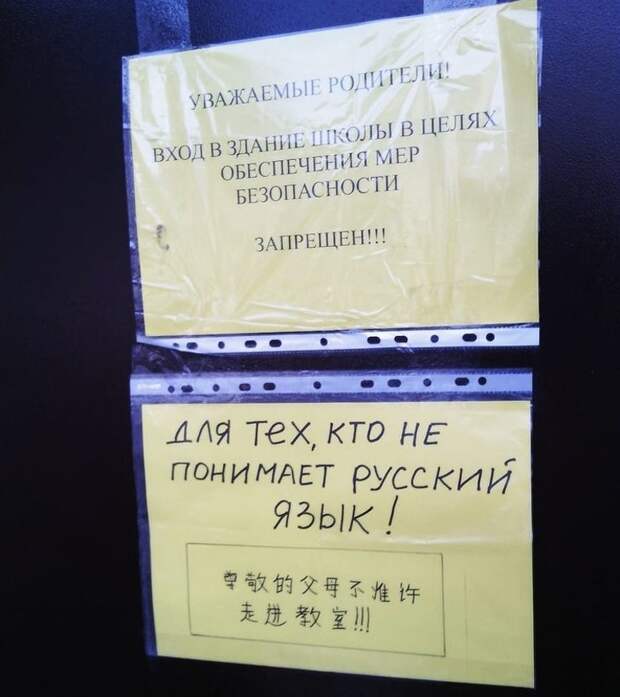 УВАЖАЕМЫЕ РОДИТЕЛИ!
ВХОД В ЗДАНИЕ ШКОЛЫ В ЦЕЛЯХ
ОБЕСПЕЧЕНИЯ МЕР
БЕЗОПАСНОСТИ
ЗАПРЕЩЕН!!!
ДЛЯ ТЕХ, КТО НЕ
ПОНИМАЕТ РУССКИЙ
ЯЗЫК!
尊敬的父母不准许
走进教室!!!